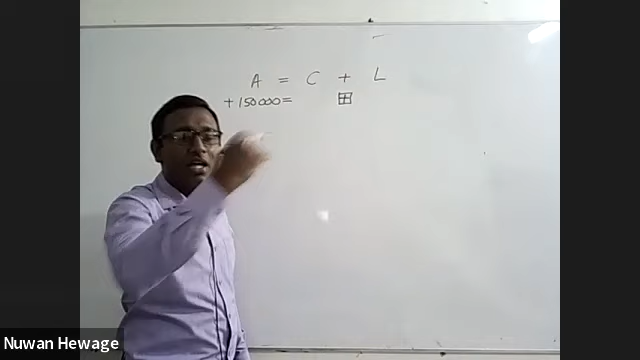 A = C + L
+150000=
Nuwan Hewage